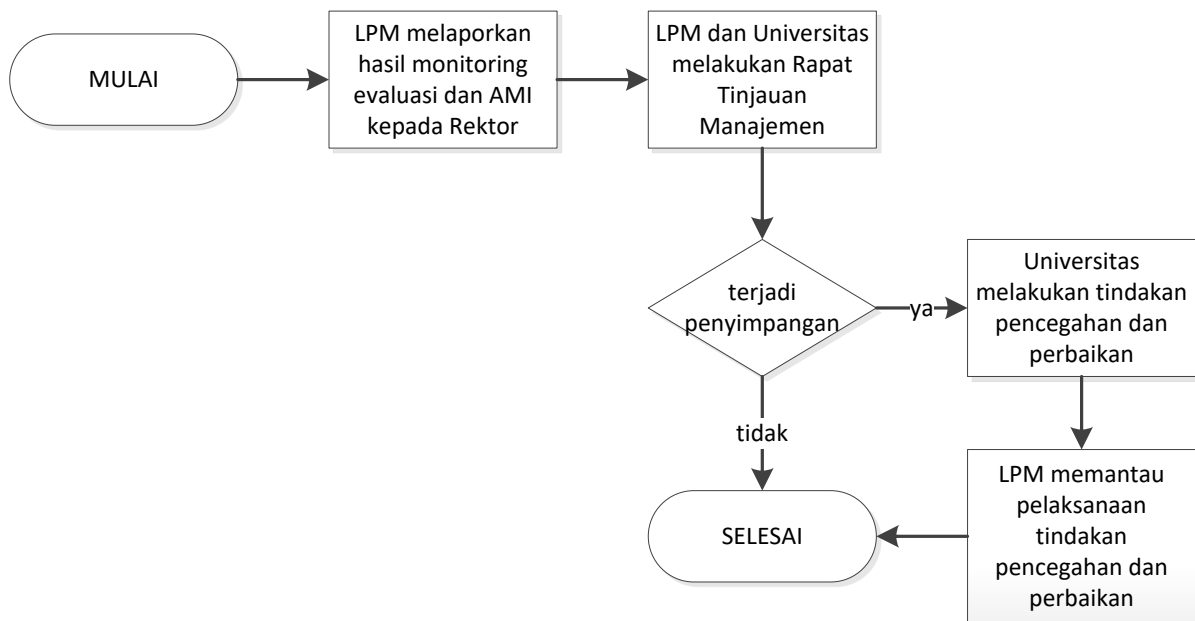 MULAI
LPM melaporkan
hasil monitoring
evaluasi dan AMI
kepada Rektor
LPM dan Universitas
melakukan Rapat
Tinjauan
Manajemen
terjadi
penyimpangan
ya
Universitas
melakukan tindakan
pencegahan dan
perbaikan
tidak
LPM memantau
pelaksanaan
tindakan
pencegahan dan
perbaikan
SELESAI